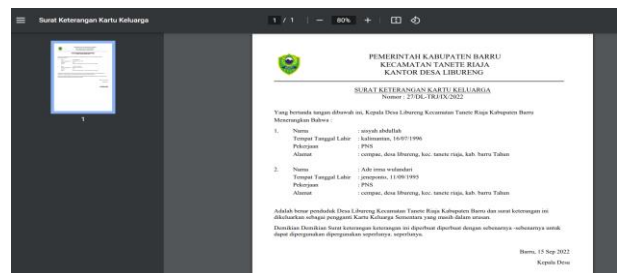 Surat Keterangan Kartu Keluarga
1 / 1 | — 80% +
1
PEMERINTAH KABUPATEN BARRU
KECAMATAN TANETE RIAJA
KANTOR DESA LIBURENG
SURAT KETERANGAN KARTU KELUARGA
Nomor : 27/DL-TRJ/IX/2022
Yang bertanda tangan dibawah ini, Kepala Desa Libureng Kecamatan Tanete Riaja Kabupaten Barru
Menerangkan Bahwa :
1. Nama : aisyah abdullah
Tempat Tanggal Lahir : kalimantan, 16/07/1996
Pekerjaan : PNS
Alamat : cempae, desa libureng, kec. tanete riaja, kab. barru Tahun
2. Nama : Ade irma wulandari
Tempat Tanggal Lahir : jeneponto, 11/09/1995
Pekerjaan : PNS
Alamat : cempae, desa libureng, kec. tanete riaja, kab. barru Tahun
Adalah benar penduduk Desa Libureng Kecamatan Tanete Riaja Kabupaten Barru dan surat keterangan ini
dikeluarkan sebagai pengganti Kartu Keluarga Sementara yang masih dalam urusan.
Demikian Demikian Surat keterangan keterangan ini diperbuat diperbuat dengan sebenarnya -sebenarnya untuk
dapat dipergunakan dipergunakan seperlunya. seperlunya.
Barru, 15 Sep 2022
Kepala Desa